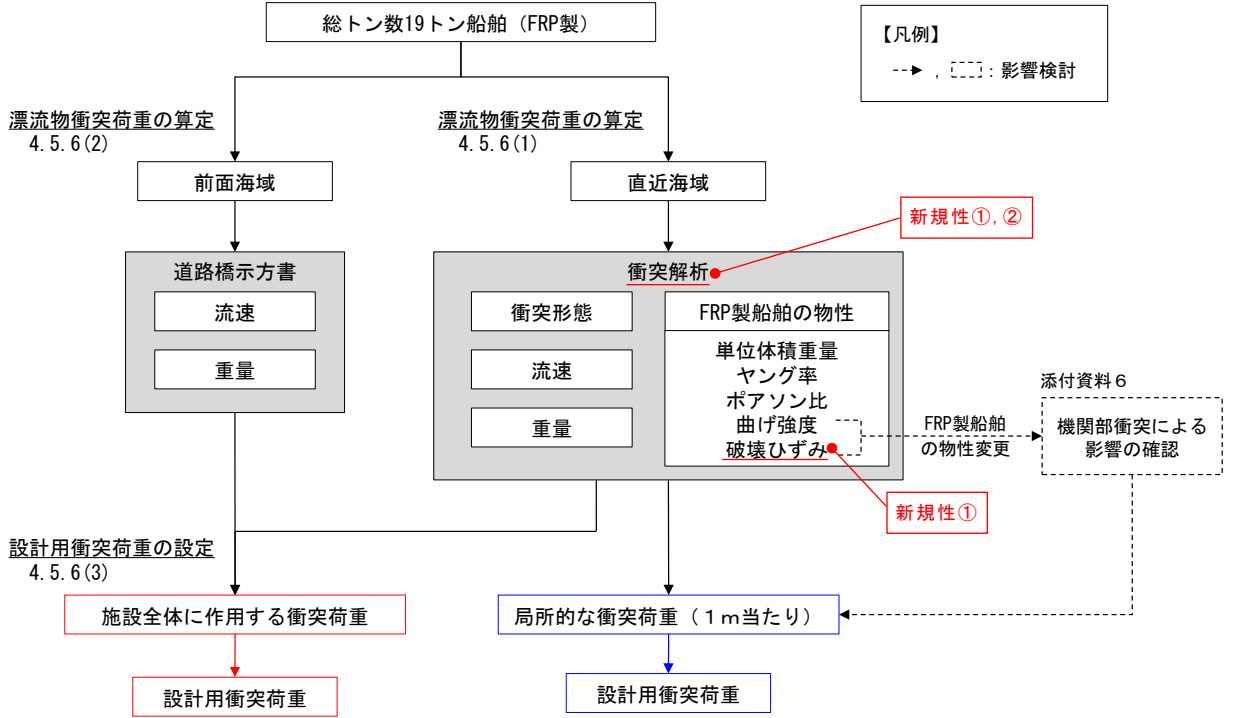 総トン数19トン船舶（FRP製）
【凡例】
, : 影響検討
漂流物衝突荷重の算定
4.5.6(2)
漂流物衝突荷重の算定
4.5.6(1)
前面海域
直近海域
新規性①,②
道路橋示方書
流速
重量
衝突解析
衝突形態
流速
重量
FRP製船舶の物性
単位体積重量
ヤング率
ポアソン比
曲げ強度
破壊ひずみ
FRP製船舶
の物性変更
添付資料６
機関部衝突による
影響の確認
新規性①
設計用衝突荷重の設定
4.5.6(3)
施設全体に作用する衝突荷重
局所的な衝突荷重（１ｍ当たり）
設計用衝突荷重
設計用衝突荷重